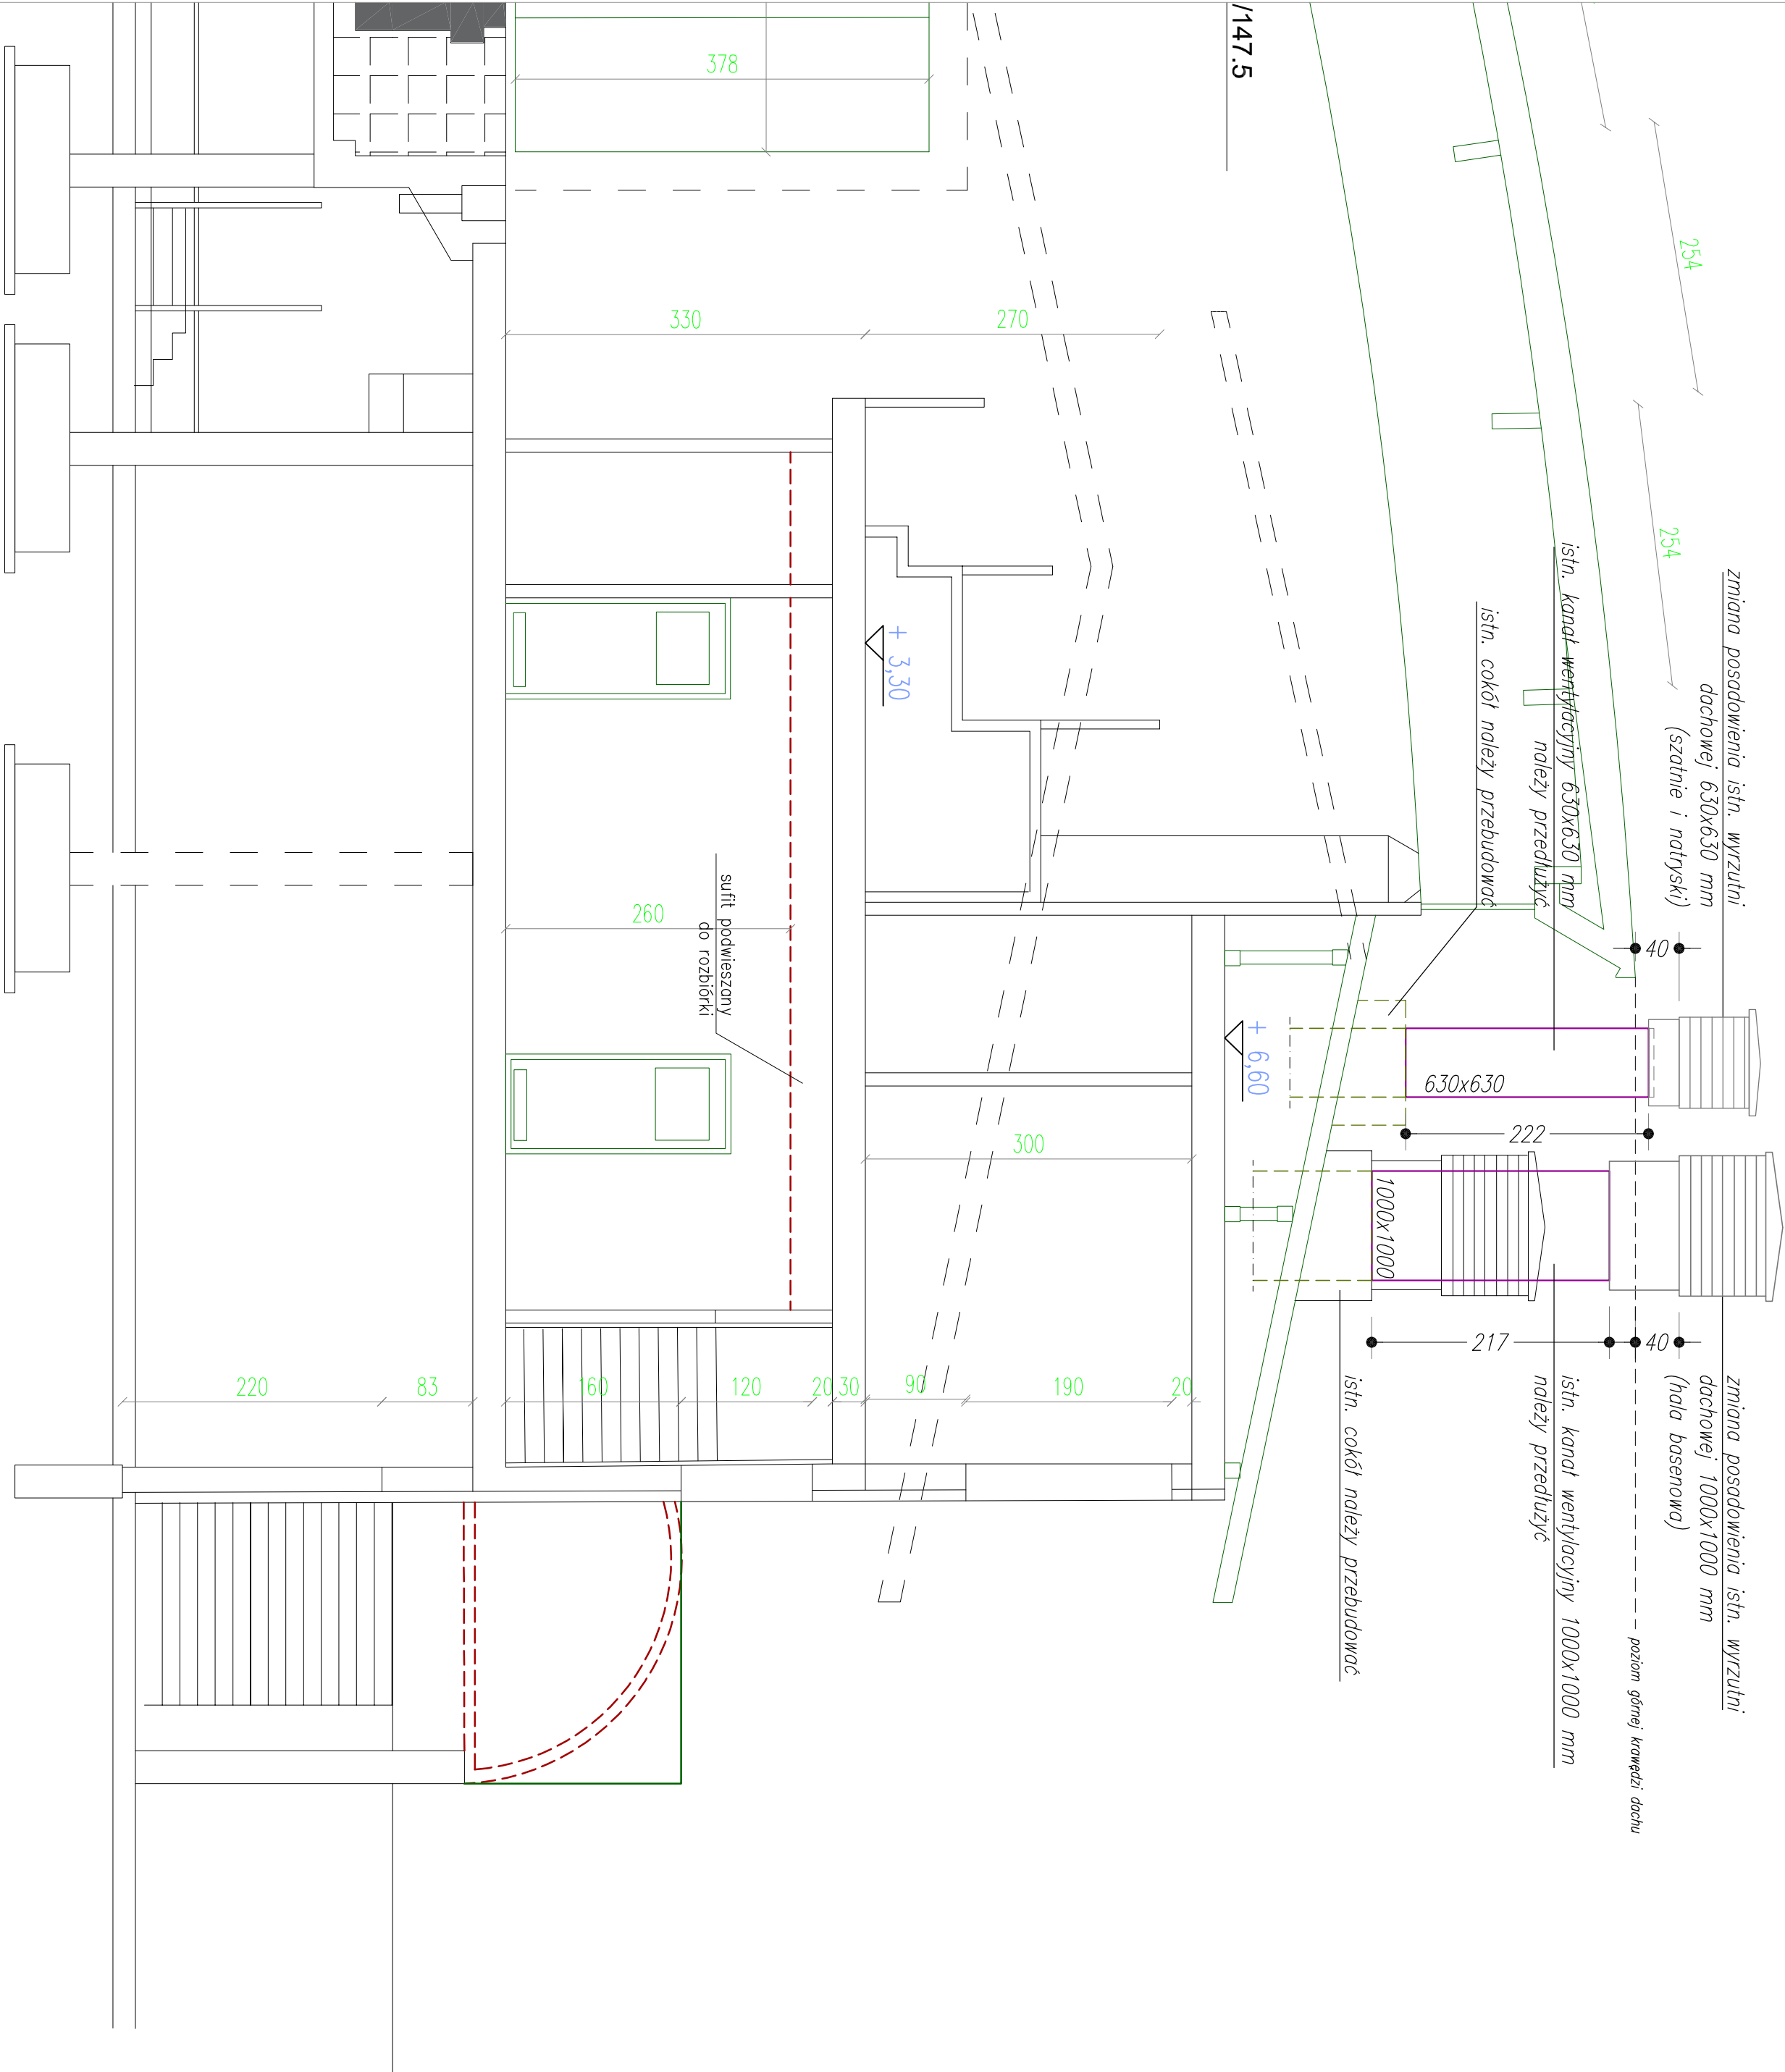 /147.5
378
330
270
254
254
zmiana posadowienia istn. wyrzutni
dachowej 630x630 mm
(szatnie i natryski)
istn. kanał wentylacyjny 630x630 mm
należy przedłużyć
istn. cokół należy przebudować
+ 3,30
sufit podwieszany
do rozbiórki
260
+ 6,60
300
40
630x630
222
1000x1000
217
40
220
83
160
120
20
30
90
190
20
zmiana posadowienia istn. wyrzutni
dachowej 1000x1000 mm
(hala basenowa)
istn. kanał wentylacyjny 1000x1000 mm
należy przedłużyć
istn. cokół należy przebudować
poziom górnej krawędzi dachu